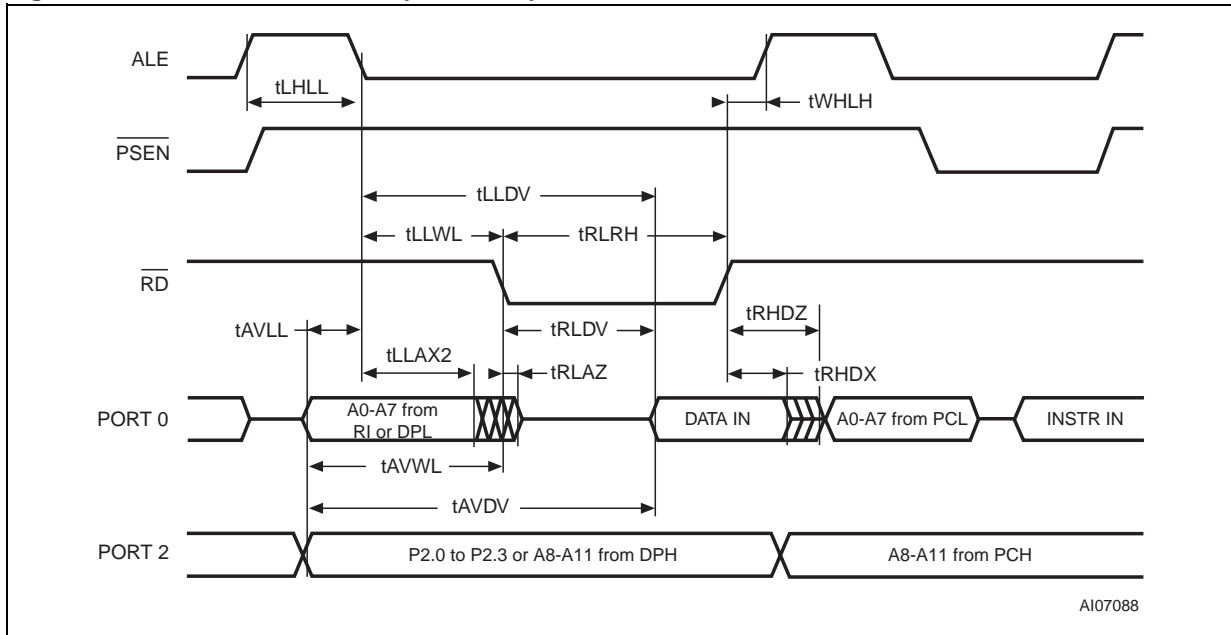 ALE
tLHLL
tWHLH
PSEN
tLLDV
tLLWL
tRLRH
RD
tAVLL
tRLDV
tRHDZ
tLLAX2
tRLAZ
tRHDX
PORT 0
A0-A7 from
RI or DPL
DATA IN
A0-A7 from PCL
INSTR IN
tAVWL
tAVDV
PORT 2
P2.0 to P2.3 or A8-A11 from DPH
A8-A11 from PCH
AI07088